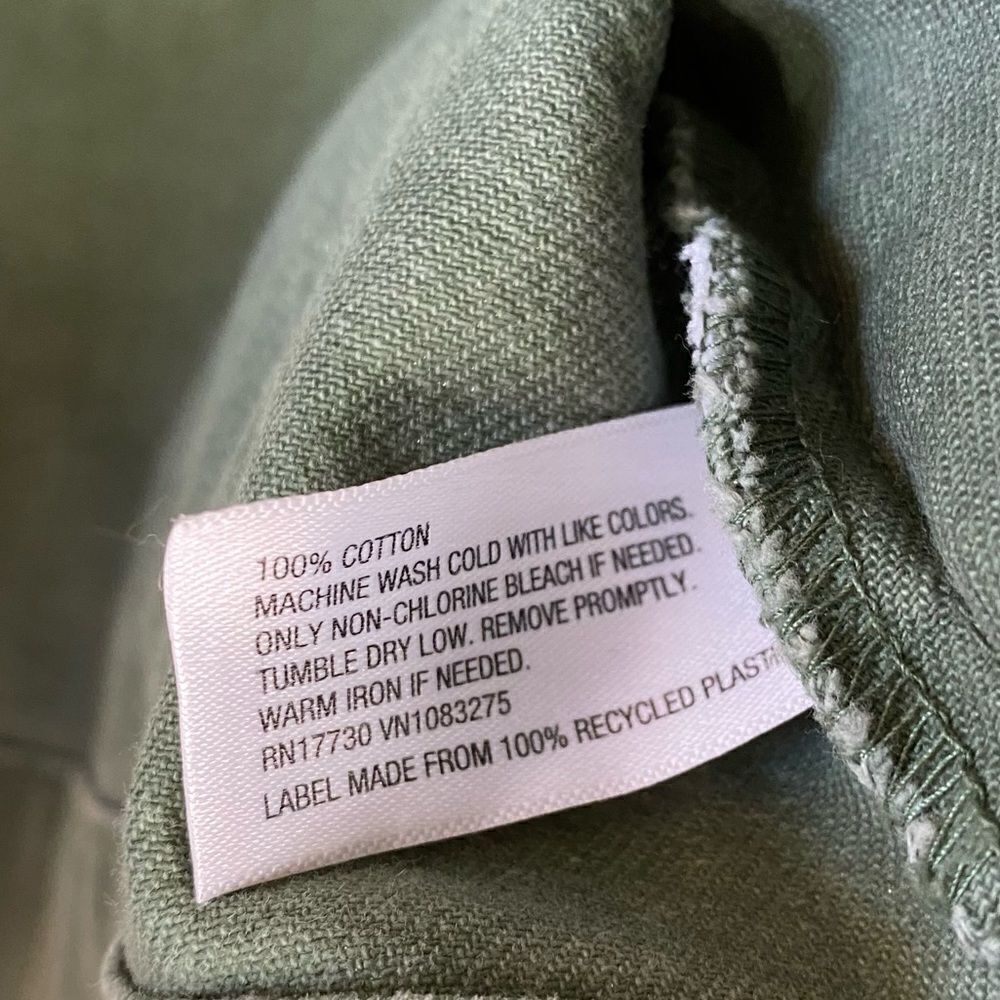 100% COTTON
MACHINE WASH COLD WITH LIKE COLORS.
ONLY NON-CHLORINE BLEACH IF NEEDED.
TUMBLE DRY LOW. REMOVE PROMPTLY.
WARM IRON IF NEEDED.
RN17730 VN1083275
LABEL MADE FROM 100% RECYCLED